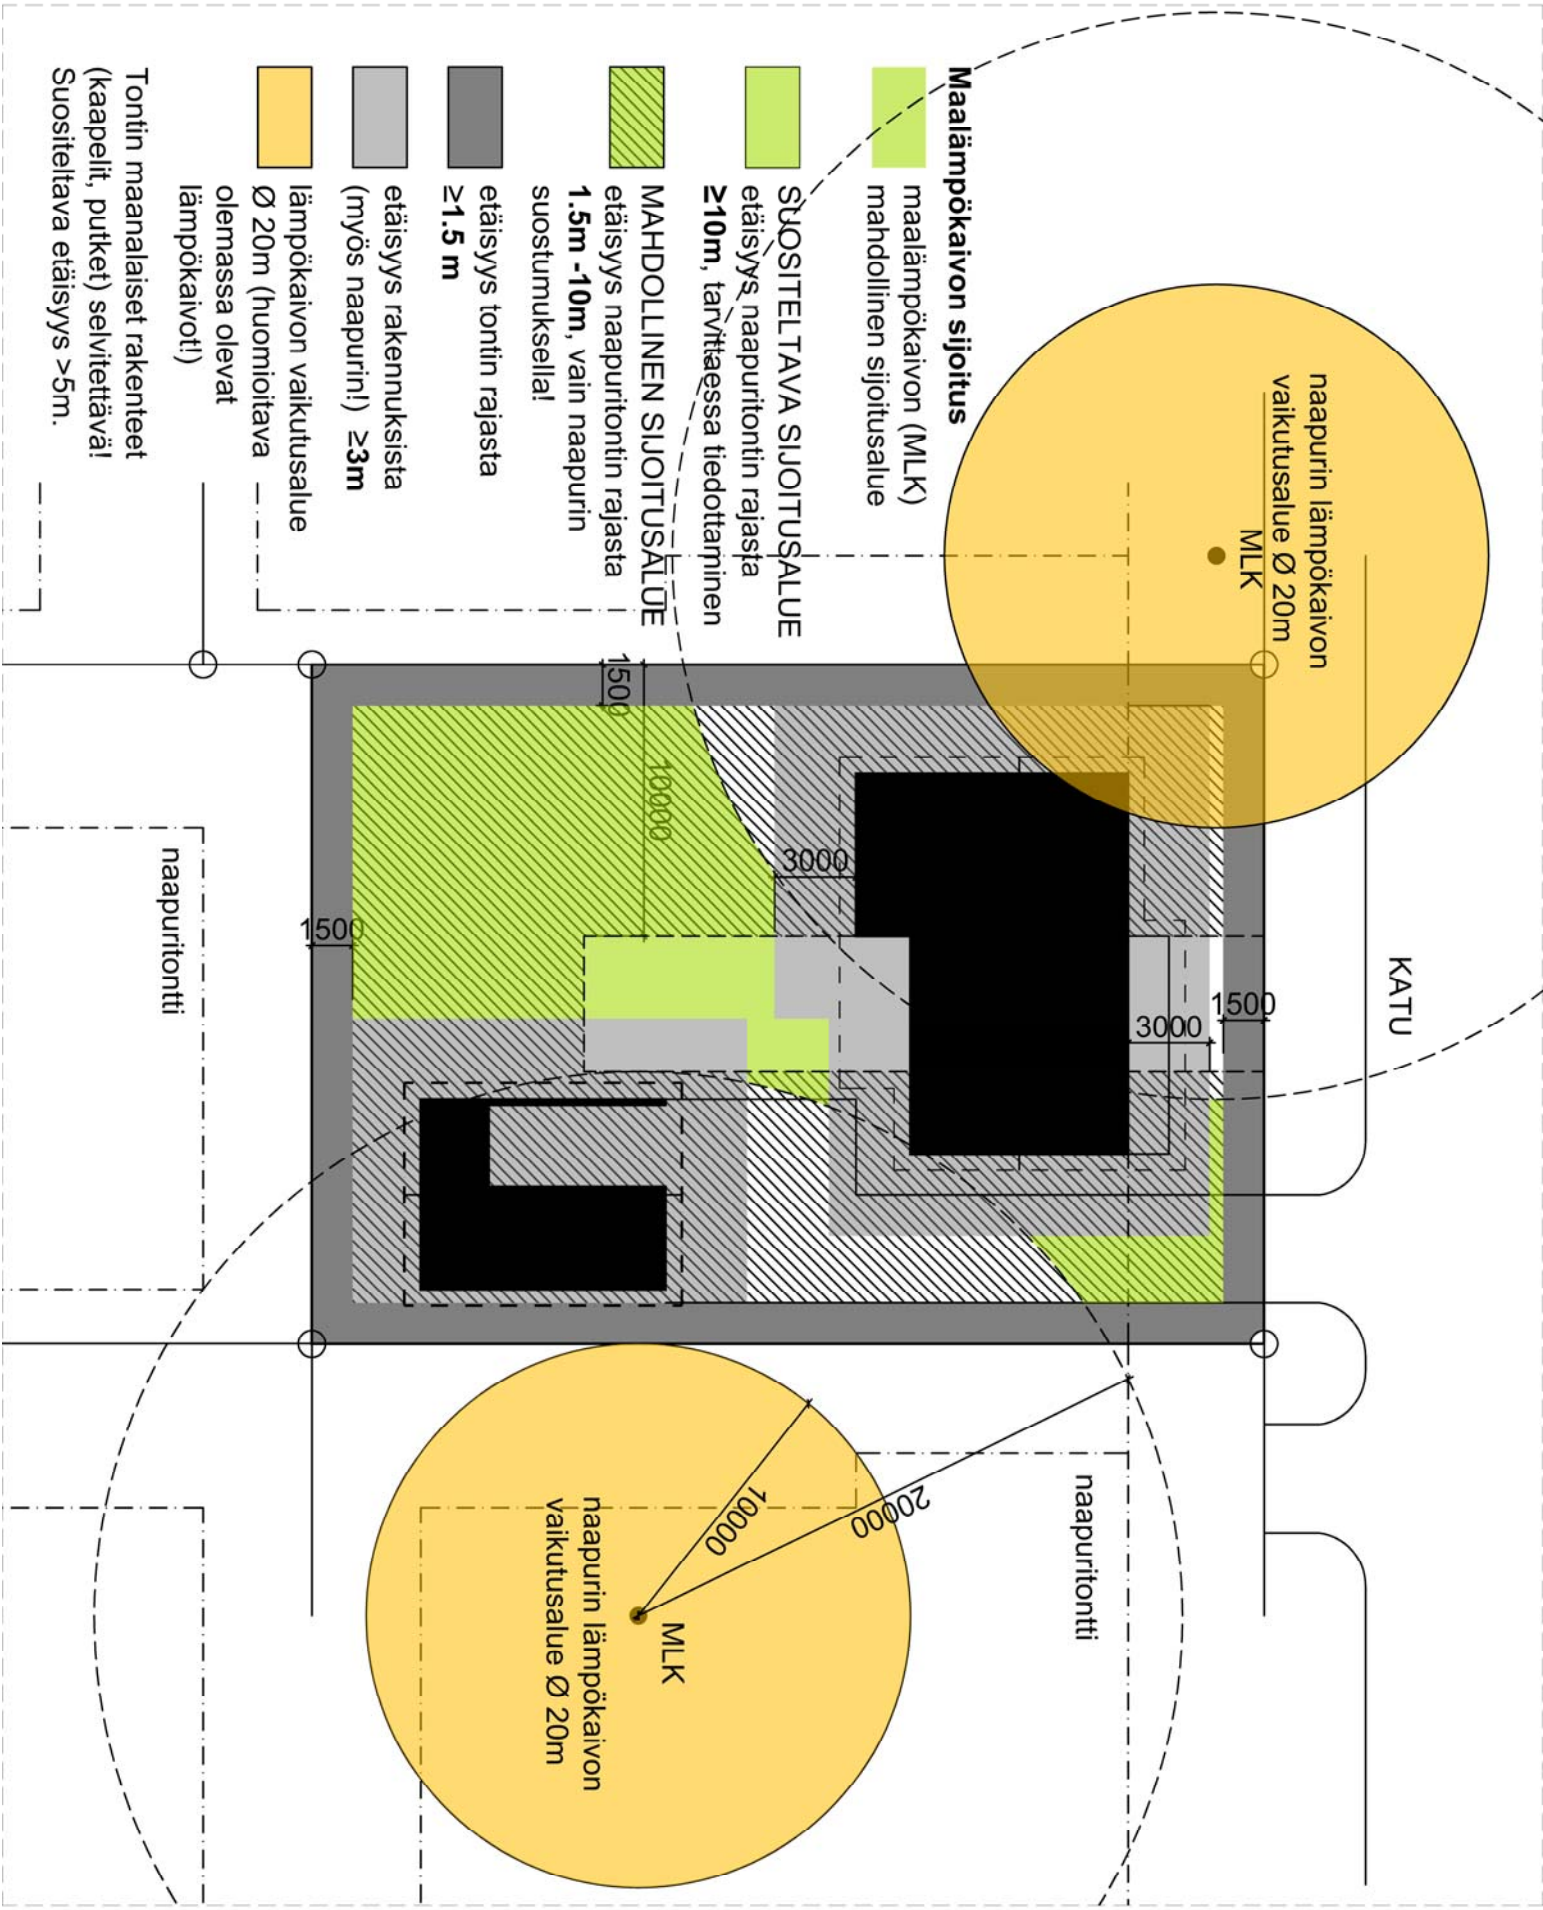 Maalämpökaivon sijoitus
maalämpökaivon (MLK)
mahdollinen sijoitusalue
SUOSITELTAVA SIJOITUSALUE
etäisyys naapuritontin rajasta
≥10m, tarvittaessa tiedottaminen
MAHDOLLINEN SIJOITUSALUE
etäisyys naapuritontin rajasta
1.5m -10m, vain naapurin
suostumuksella!
etäisyys tontin rajasta
≥1.5 m
etäisyys rakennuksista
(myös naapurin!) ≥3m
lämpökaivon vaikutusalue
Ø 20m (huomioitava
olemassa olevat
lämpökaivot!)
Tontin maanalaiset rakenteet
(kaapelit, putket) selvitettävä!
Suositeltava etäisyys >5m.
naapurin lämpökaivon
vaikutusalue Ø 20m
MLK
KATU
1500
3000
3000
1500
10000
1500
naapuritontti
naapuritontti
20000
10000
MLK
naapurin lämpökaivon
vaikutusalue Ø 20m